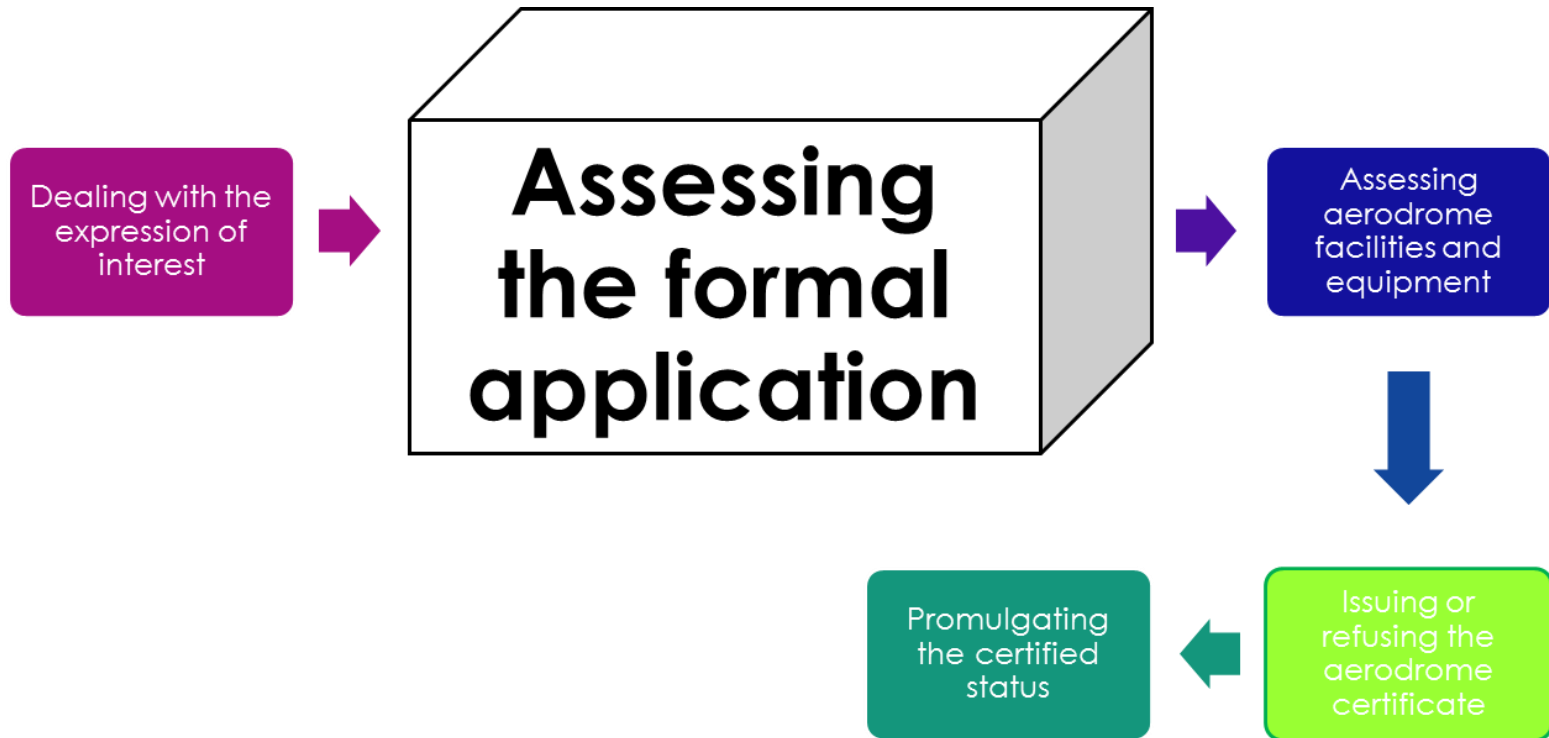 Dealing with the
expression of
interest
Assessing
the formal
application
Assessing
aerodrome
facilities and
equipment
Issuing or
refusing the
aerodrome
certificate
Promulgating
the certified
status